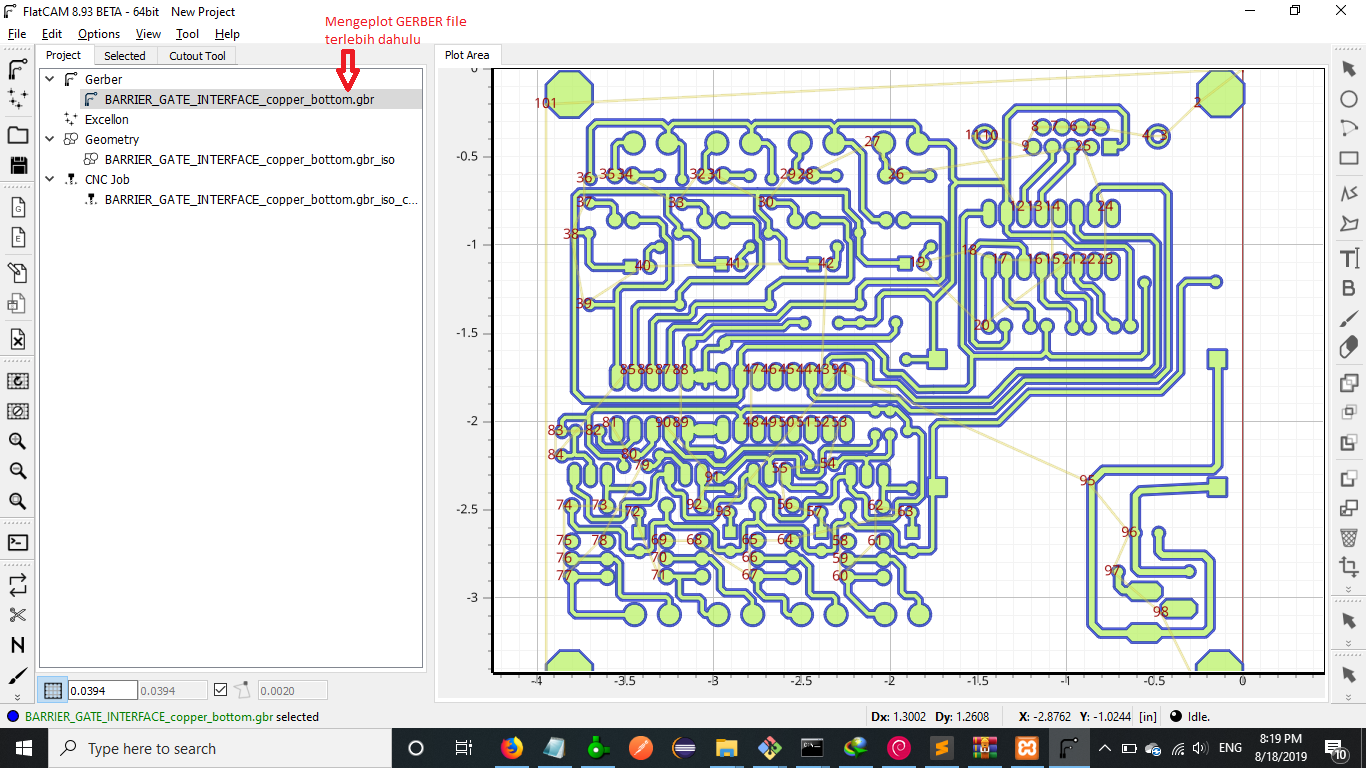 FlatCAM 8.93 BETA - 64bit    New Project
File Edit Options View Tool Help
Mengeplot GERBER file
terlebih dahulu
Project Selected Cutout Tool
Plot Area
Gerber
BARRIER_GATE_INTERFACE_copper_bottom.gbr
Excellon
Geometry
BARRIER_GATE_INTERFACE_copper_bottom.gbr_iso
CNC Job
BARRIER_GATE_INTERFACE_copper_bottom.gbr_iso_c...
0
-0.5
-1
-1.5
-2
-2.5
-3
101 2
8 7 6 5
11 10 4 3
27 9 25
36 35 34 32 31 29 28 26
37 33 30 12 13 14 24
38 18
40 41 42 19 17 16 15 21 22 23
39
20
85 86 87 88 47 46 45 44 43 94
83 82 81 90 89 48 49 50 51 52 53
84 80 79 54
91 55 95
74 73 72 92 93 56 57 62 63
96
75 78 69 68 65 64 58 61
76 70 66 59
77 71 67 60 97
98
-4 -3.5 -3 -2.5 -2 -1.5 -1 -0.5 0
0.0394 0.0394 0.0020
BARRIER_GATE_INTERFACE_copper_bottom.gbr selected
Dx: 1.3002 Dy: 1.2608 X: -2.8762 Y: -1.0244 [in] Idle.
Type here to search
ENG
8:19 PM
8/18/2019
10